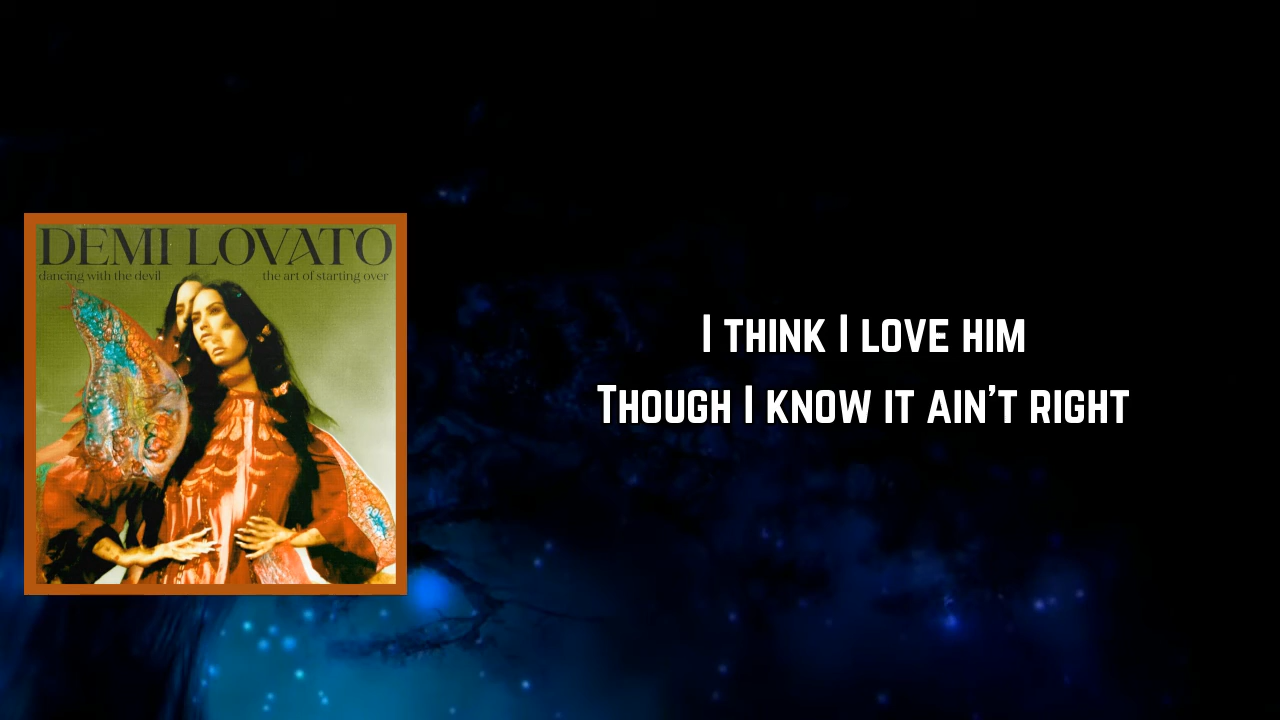 DEMI LOVATO
dancing with the devil the art of starting over
I THINK I LOVE HIM
THOUGH I KNOW IT AIN'T RIGHT